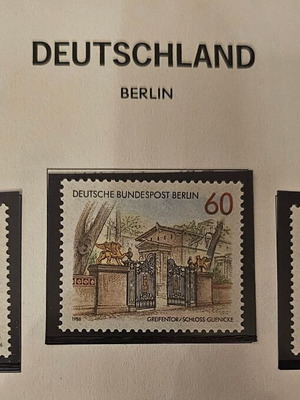 DEUTSCHLAND
BERLIN
DEUTSCHE BUNDESPOST BERLIN
60
1986
GREIFENTOR/SCHLOSS GLIENICKE